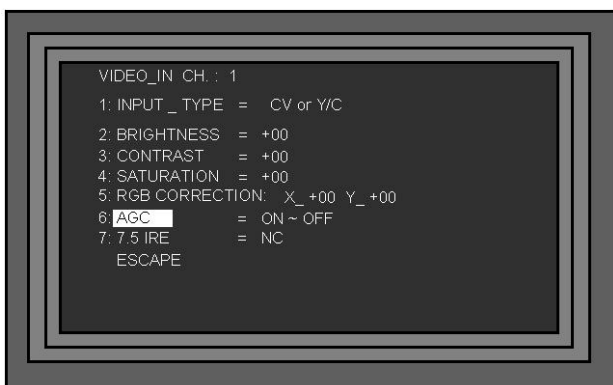 VIDEO_IN CH. : 1
1: INPUT _ TYPE = CV or Y/C
2: BRIGHTNESS = +00
3: CONTRAST = +00
4: SATURATION = +00
5: RGB CORRECTION: X_ +00 Y_ +00
6: AGC = ON ~ OFF
7: 7.5 IRE = NC
ESCAPE